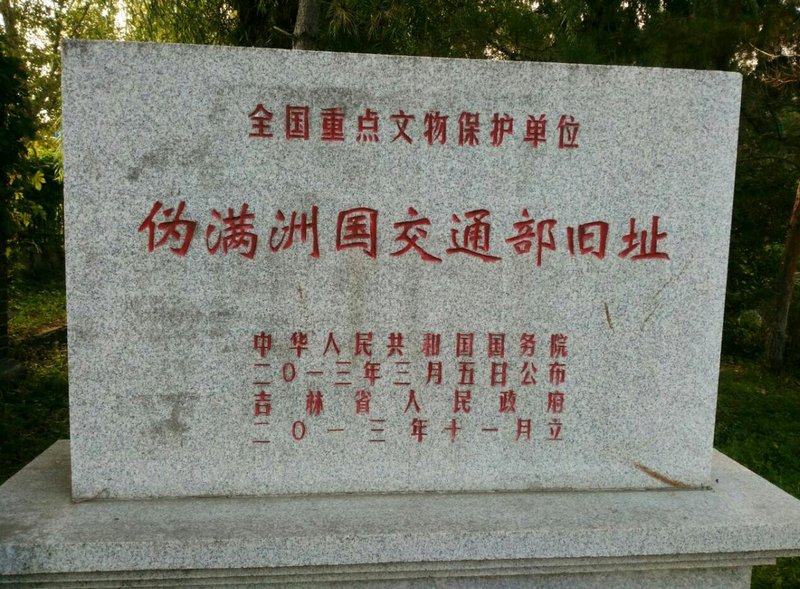 全国重点文物保护单位
伪满洲国交通部旧址
中华人民共和国国务院
二〇一三年三月五日公布
吉林省人民政府
二〇一三年十一月立